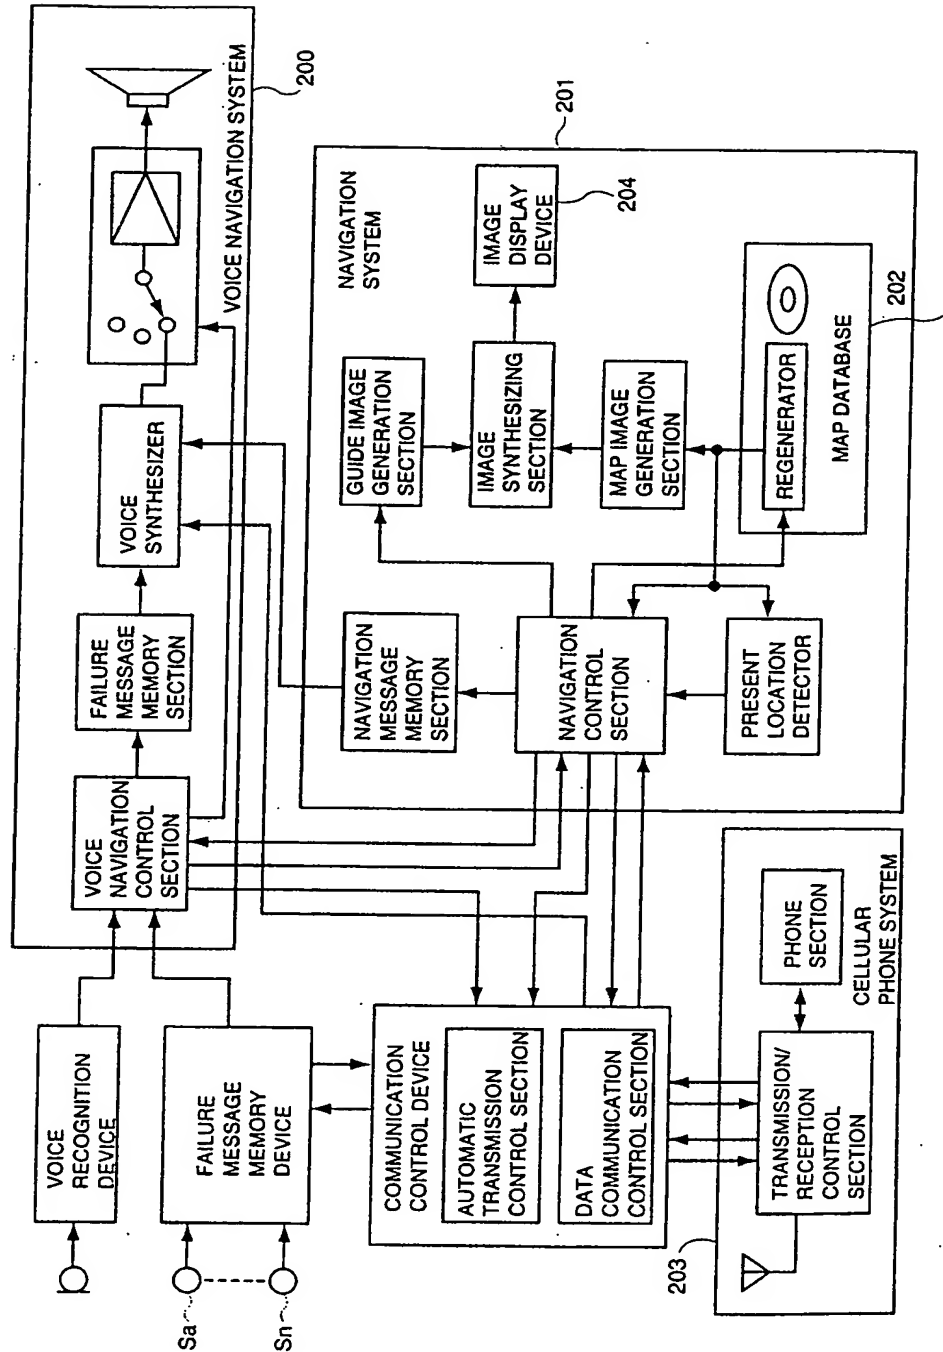 VOICE
RECOGNITION
DEVICE
FAILURE
MESSAGE
MEMORY
DEVICE
Sa
Sn
VOICE
NAVIGATION
CONTROL
SECTION
FAILURE
MESSAGE
MEMORY
SECTION
VOICE
SYNTHESIZER
VOICE NAVIGATION SYSTEM
200
COMMUNICATION
CONTROL DEVICE
AUTOMATIC
TRANSMISSION
CONTROL SECTION
DATA
COMMUNICATION
CONTROL SECTION
NAVIGATION
MESSAGE
MEMORY
SECTION
GUIDE IMAGE
GENERATION
SECTION
NAVIGATION
SYSTEM
201
NAVIGATION
CONTROL
SECTION
IMAGE
SYNTHESIZING
SECTION
IMAGE
DISPLAY
DEVICE
204
MAP IMAGE
GENERATION
SECTION
PRESENT
LOCATION
DETECTOR
REGENERATOR
MAP DATABASE
202
203
TRANSMISSION/
RECEPTION
CONTROL
SECTION
PHONE
SECTION
CELLULAR
PHONE SYSTEM